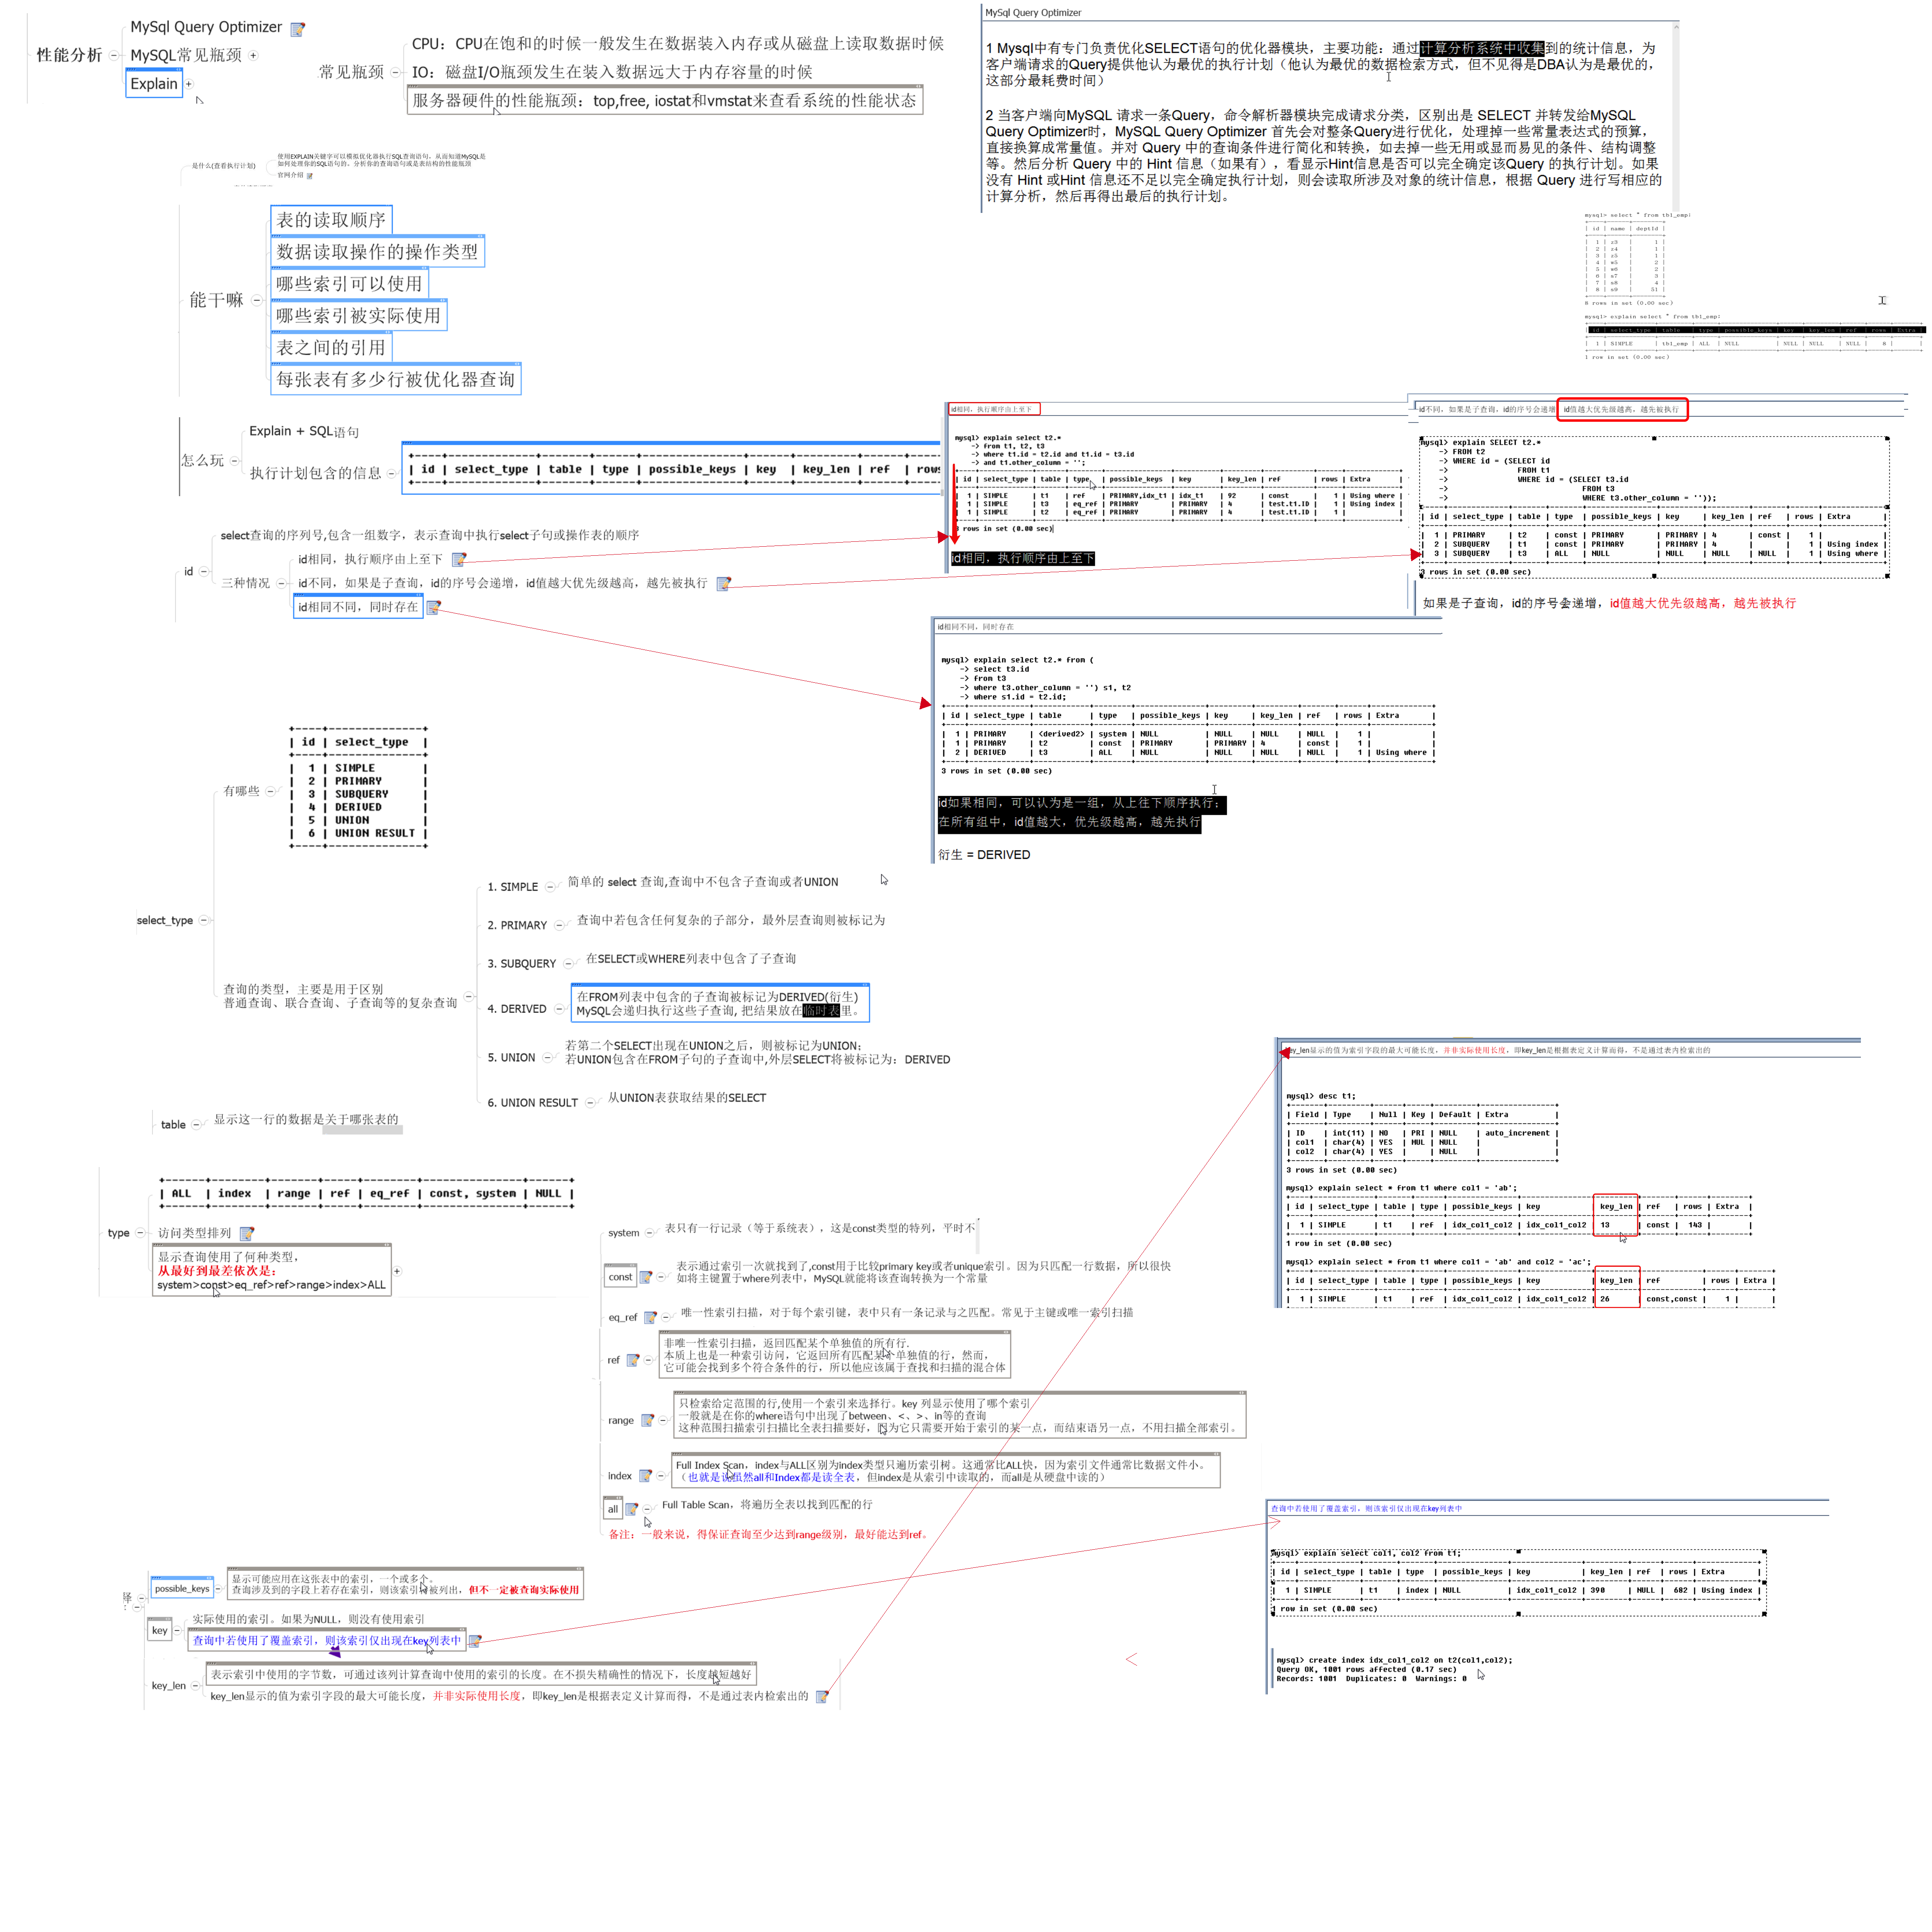 性能分析
MySql Query Optimizer
MySQL常见瓶颈
Explain
常见瓶颈
CPU：CPU在饱和的时候一般发生在数据装入内存或从磁盘上读取数据时候
IO：磁盘I/O瓶颈发生在装入数据远大于内存容量的时候
服务器硬件的性能瓶颈：top,free, iostat和vmstat来查看系统的性能状态
MySql Query Optimizer
1 Mysql中有专门负责优化SELECT语句的优化器模块，主要功能：通过计算分析系统中收集到的统计信息，为
客户端请求的Query提供他认为最优的执行计划（他认为最优的数据检索方式，但不见得是DBA认为是最优的，
这部分最耗费时间）
2 当客户端向MySQL 请求一条Query，命令解析器模块完成请求分类，区别出是 SELECT 并转发给MySQL
Query Optimizer时，MySQL Query Optimizer 首先会对整条Query进行优化，处理掉一些常量表达式的预算，
直接换算成常量值。并对 Query 中的查询条件进行简化和转换，如去掉一些无用或显而易见的条件、结构调整
等。然后分析 Query 中的 Hint 信息（如果有），看显示Hint信息是否可以完全确定该Query 的执行计划。如果
没有 Hint 或Hint 信息还不足以完全确定执行计划，则会读取所涉及对象的统计信息，根据 Query 进行写相应的
计算分析，然后再得出最后的执行计划。
是什么(查看执行计划)
使用EXPLAIN关键字可以模拟优化器执行SQL查询语句，从而知道MySQL是
如何处理你的SQL语句的。分析你的查询语句或是表结构的性能瓶颈
官网介绍
能干嘛
表的读取顺序
数据读取操作的操作类型
哪些索引可以使用
哪些索引被实际使用
表之间的引用
每张表有多少行被优化器查询
mysql> select * from tbl_emp;
| id | name | deptId |
| 1 | z3 | 1 |
| 2 | z4 | 1 |
| 3 | z5 | 1 |
| 4 | w5 | 2 |
| 5 | w6 | 2 |
| 6 | s7 | 3 |
| 7 | s8 | 4 |
| 8 | s9 | 51 |
8 rows in set (0.00 sec)
mysql> explain select * from tbl_emp;
| id | select_type | table | type | possible_keys | key | key_len | ref | rows | Extra |
| 1 | SIMPLE | tbl_emp | ALL | NULL | NULL | NULL | NULL | 8 | |
1 row in set (0.00 sec)
怎么玩
Explain + SQL语句
执行计划包含的信息
| id | select_type | table | type | possible_keys | key | key_len | ref | rows
id相同，执行顺序由上至下
mysql> explain select t2.*
-> from t1, t2, t3
-> where t1.id = t2.id and t1.id = t3.id
-> and t1.other_column = '';
| id | select_type | table | type | possible_keys | key | key_len | ref | rows | Extra |
| 1 | SIMPLE | t1 | ref | PRIMARY,idx_t1 | idx_t1 | 92 | const | 1 | Using where |
| 1 | SIMPLE | t3 | eq_ref | PRIMARY | PRIMARY | 4 | test.t1.ID | 1 | Using index |
| 1 | SIMPLE | t2 | eq_ref | PRIMARY | PRIMARY | 4 | test.t1.ID | 1 | |
rows in set (0.00 sec)
id相同，执行顺序由上至下
id不同，如果是子查询，id的序号会递增 id值越大优先级越高，越先被执行
mysql> explain SELECT t2.*
-> FROM t2
-> WHERE id = (SELECT id
-> FROM t1
-> WHERE id = (SELECT t3.id
-> FROM t3
-> WHERE t3.other_column = ''));
| id | select_type | table | type | possible_keys | key | key_len | ref | rows | Extra |
| 1 | PRIMARY | t2 | const | PRIMARY | PRIMARY | 4 | const | 1 | |
| 2 | SUBQUERY | t1 | const | PRIMARY | PRIMARY | 4 | | 1 | Using index |
| 3 | SUBQUERY | t3 | ALL | NULL | NULL | NULL | NULL | 1 | Using where |
3 rows in set (0.00 sec)
如果是子查询，id的序号会递增，id值越大优先级越高，越先被执行
id
select查询的序列号,包含一组数字，表示查询中执行select子句或操作表的顺序
三种情况
id相同，执行顺序由上至下
id不同，如果是子查询，id的序号会递增，id值越大优先级越高，越先被执行
id相同不同，同时存在
id相同不同，同时存在
mysql> explain select t2.* from (
-> select t3.id
-> from t3
-> where t3.other_column = '') s1, t2
-> where s1.id = t2.id;
| id | select_type | table | type | possible_keys | key | key_len | ref | rows | Extra |
| 1 | PRIMARY | <derived2> | system | NULL | NULL | NULL | NULL | 1 | |
| 1 | PRIMARY | t2 | const | PRIMARY | PRIMARY | 4 | const | 1 | |
| 2 | DERIVED | t3 | ALL | NULL | NULL | NULL | NULL | 1 | Using where |
3 rows in set (0.00 sec)
id如果相同，可以认为是一组，从上往下顺序执行；
在所有组中，id值越大，优先级越高，越先执行
衍生 = DERIVED
select_type
有哪些
| id | select_type |
| 1 | SIMPLE |
| 2 | PRIMARY |
| 3 | SUBQUERY |
| 4 | DERIVED |
| 5 | UNION |
| 6 | UNION RESULT |
查询的类型，主要是用于区别
普通查询、联合查询、子查询等的复杂查询
1. SIMPLE
简单的 select 查询,查询中不包含子查询或者UNION
2. PRIMARY
查询中若包含任何复杂的子部分，最外层查询则被标记为
3. SUBQUERY
在SELECT或WHERE列表中包含了子查询
4. DERIVED
在FROM列表中包含的子查询被标记为DERIVED(衍生)
MySQL会递归执行这些子查询, 把结果放在临时表里。
5. UNION
若第二个SELECT出现在UNION之后，则被标记为UNION；
若UNION包含在FROM子句的子查询中,外层SELECT将被标记为：DERIVED
6. UNION RESULT
从UNION表获取结果的SELECT
table
显示这一行的数据是关于哪张表的
key_len显示的值为索引字段的最大可能长度，并非实际使用长度，即key_len是根据表定义计算而得，不是通过表内检索出的
mysql> desc t1;
| Field | Type | Null | Key | Default | Extra |
| ID | int(11) | NO | PRI | NULL | auto_increment |
| col1 | char(4) | YES | MUL | NULL | |
| col2 | char(4) | YES | | NULL | |
3 rows in set (0.00 sec)
mysql> explain select * from t1 where col1 = 'ab';
| id | select_type | table | type | possible_keys | key | key_len | ref | rows | Extra |
| 1 | SIMPLE | t1 | ref | idx_col1_col2 | idx_col1_col2 | 13 | const | 143 | |
1 row in set (0.00 sec)
mysql> explain select * from t1 where col1 = 'ab' and col2 = 'ac';
| id | select_type | table | type | possible_keys | key | key_len | ref | rows | Extra |
| 1 | SIMPLE | t1 | ref | idx_col1_col2 | idx_col1_col2 | 26 | const,const | 1 | |
type
| ALL | index | range | ref | eq_ref | const, system | NULL |
访问类型排列
显示查询使用了何种类型，
从最好到最差依次是：
system>const>eq_ref>ref>range>index>ALL
system
表只有一行记录（等于系统表），这是const类型的特列，平时不
const
表示通过索引一次就找到了,const用于比较primary key或者unique索引。因为只匹配一行数据，所以很快
如将主键置于where列表中，MySQL就能将该查询转换为一个常量
eq_ref
唯一性索引扫描，对于每个索引键，表中只有一条记录与之匹配。常见于主键或唯一索引扫描
ref
非唯一性索引扫描，返回匹配某个单独值的所有行.
本质上也是一种索引访问，它返回所有匹配某个单独值的行，然而，
它可能会找到多个符合条件的行，所以他应该属于查找和扫描的混合体
range
只检索给定范围的行,使用一个索引来选择行。key 列显示使用了哪个索引
一般就是在你的where语句中出现了between、<、>、in等的查询
这种范围扫描索引扫描比全表扫描要好，因为它只需要开始于索引的某一点，而结束语另一点，不用扫描全部索引。
index
Full Index Scan，index与ALL区别为index类型只遍历索引树。这通常比ALL快，因为索引文件通常比数据文件小。
（也就是说虽然all和Index都是读全表，但index是从索引中读取的，而all是从硬盘中读的）
all
Full Table Scan，将遍历全表以找到匹配的行
备注：一般来说，得保证查询至少达到range级别，最好能达到ref。
possible_keys
显示可能应用在这张表中的索引，一个或多个。
查询涉及到的字段上若存在索引，则该索引将被列出，但不一定被查询实际使用
key
实际使用的索引。如果为NULL，则没有使用索引
查询中若使用了覆盖索引，则该索引仅出现在key列表中
key_len
表示索引中使用的字节数，可通过该列计算查询中使用的索引的长度。在不损失精确性的情况下，长度越短越好
key_len显示的值为索引字段的最大可能长度，并非实际使用长度，即key_len是根据表定义计算而得，不是通过表内检索出的
查询中若使用了覆盖索引，则该索引仅出现在key列表中
mysql> explain select col1, col2 from t1;
| id | select_type | table | type | possible_keys | key | key_len | ref | rows | Extra |
| 1 | SIMPLE | t1 | index | NULL | idx_col1_col2 | 390 | NULL | 682 | Using index |
1 row in set (0.00 sec)
mysql> create index idx_col1_col2 on t2(col1,col2);
Query OK, 1001 rows affected (0.17 sec)
Records: 1001 Duplicates: 0 Warnings: 0